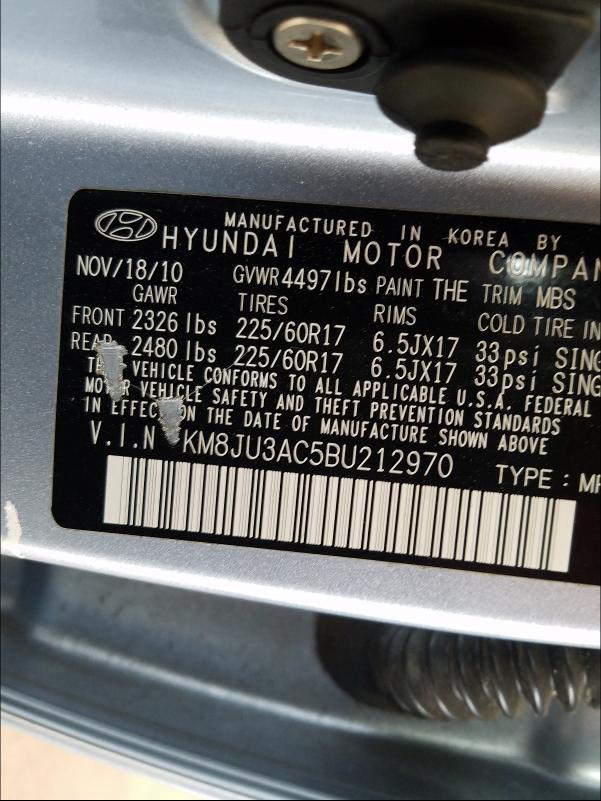 MANUFACTURED IN KOREA BY
HYUNDAI MOTOR COMPAN
NOV/18/10 GVWR 4497lbs PAINT THE TRIM MBS
GAWR TIRES RIMS COLD TIRE IN
FRONT 2326 lbs 225/60R17 6.5JX17 33psi SING
2480 lbs 225/60R17 6.5JX17 33psi SING
VEHICLE CONFORMS TO ALL APPLICABLE U.S.A. FEDERAL
VEHICLE SAFETY AND THEFT PREVENTION STANDARDS
IN EFFECT ON THE DATE OF MANUFACTURE SHOWN ABOVE
V.I.N KM8JU3AC5BU212970 TYPE : MP